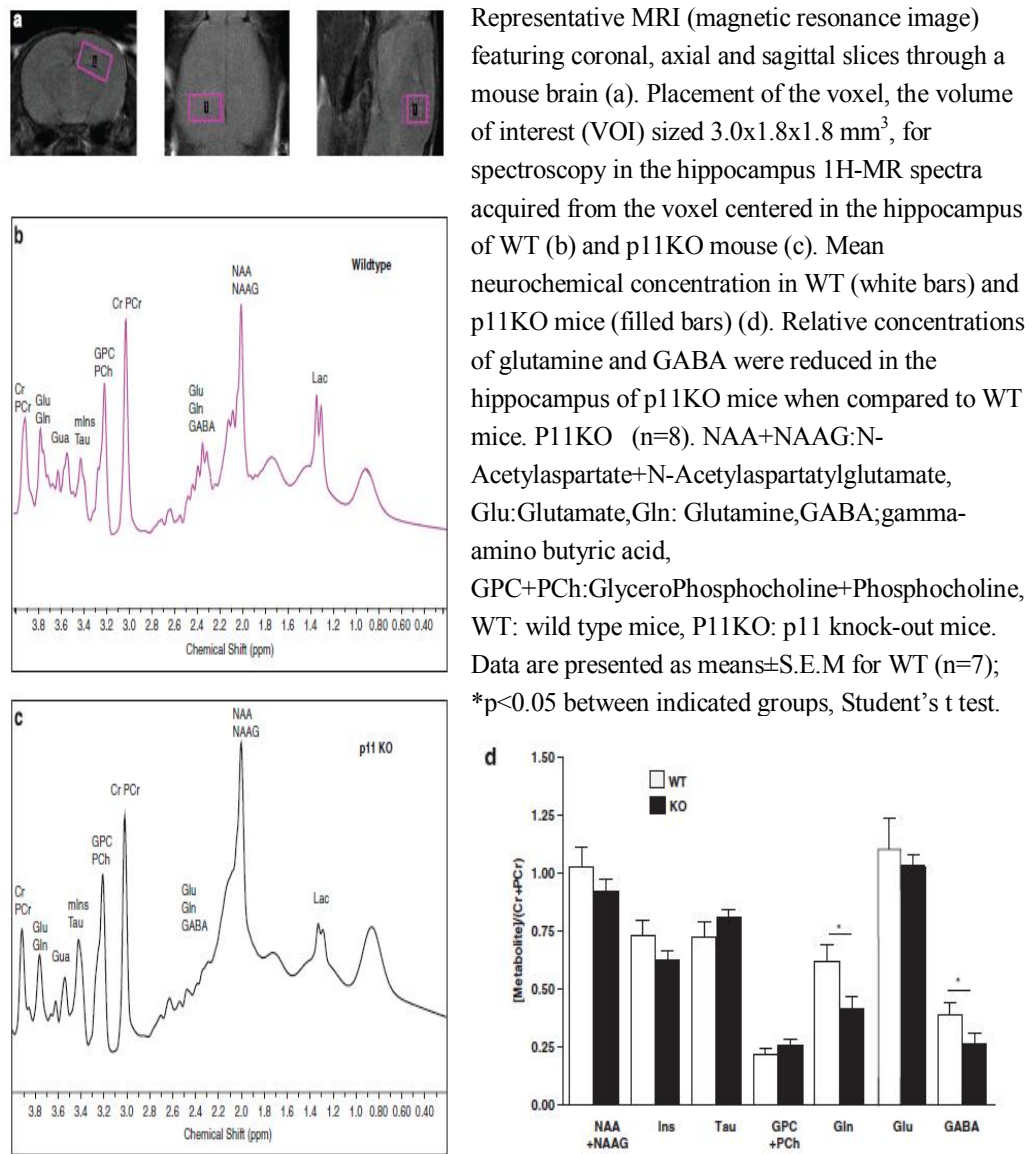 a
Representative MRI (magnetic resonance image)
featuring coronal, axial and sagittal slices through a
mouse brain (a). Placement of the voxel, the volume
of interest (VOI) sized 3.0x1.8x1.8 mm³, for
spectroscopy in the hippocampus 1H-MR spectra
acquired from the voxel centered in the hippocampus
of WT (b) and p11KO mouse (c). Mean
neurochemical concentration in WT (white bars) and
p11KO mice (filled bars) (d). Relative concentrations
of glutamine and GABA were reduced in the
hippocampus of p11KO mice when compared to WT
mice. P11KO (n=8). NAA+NAAG:N-
Acetylaspartate+N-Acetylaspartatylglutamate,
Glu:Glutamate,Gln: Glutamine,GABA;gamma-
amino butyric acid,
GPC+PCh:GlyceroPhosphocholine+Phosphocholine,
WT: wild type mice, P11KO: p11 knock-out mice.
Data are presented as means±S.E.M for WT (n=7);
*p<0.05 between indicated groups, Student's t test.
b
Wildtype
NAA
NAAG
Cr PCr
GPC
PCh
Cr
PCr
Glu
Gln
Gua
mIns
Tau
Glu
Gln
GABA
Lac
3.8 3.6 3.4 3.2 3.0 2.8 2.6 2.4 2.2 2.0 1.8 1.6 1.4 1.2 1.0 0.80 0.60 0.40
Chemical Shift (ppm)
c
p11 KO
NAA
NAAG
Cr PCr
GPC
PCh
Cr
PCr
Glu
Gln
Gua
mIns
Tau
Glu
Gln
GABA
Lac
3.8 3.6 3.4 3.2 3.0 2.8 2.6 2.4 2.2 2.0 1.8 1.6 1.4 1.2 1.0 0.80 0.60 0.40
Chemical Shift (ppm)
d
WT
KO
[Metabolite]/(Cr+PCr)
1.50
1.25
1.00
0.75
0.50
0.25
0.00
*
*
NAA Ins Tau GPC Gln Glu GABA
+NAAG +PCh